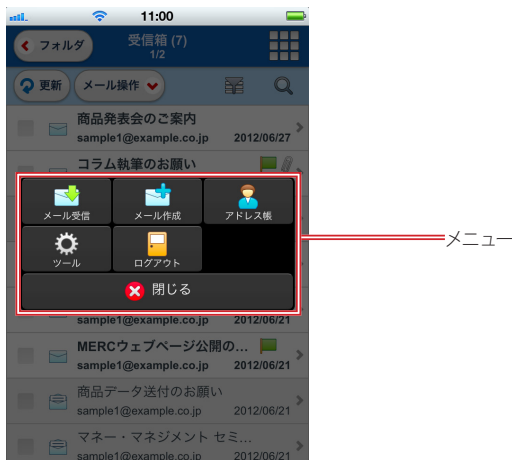 11:00
フォルダ
受信箱 (7)
1/2
更新
メール操作
商品発表会のご案内
sample1@example.co.jp 2012/06/27
コラム執筆のお願い
メール受信
メール作成
アドレス帳
メニュー
ツール
ログアウト
閉じる
sample1@example.co.jp 2012/06/21
MERCウェブページ公開の...
sample1@example.co.jp 2012/06/21
商品データ送付のお願い
sample1@example.co.jp 2012/06/21
マネー・マネジメント セミ...
sample1@example.co.jp 2012/06/21